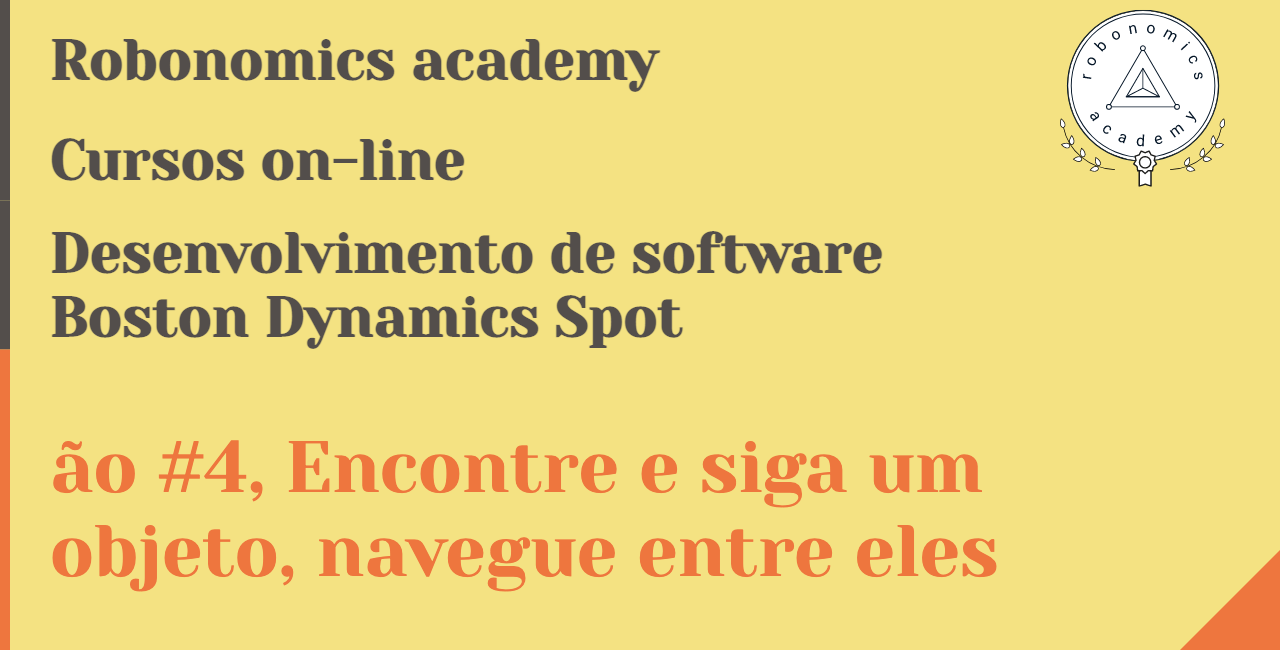 Robonomics academy
robonomics
academy
Cursos on-line
Desenvolvimento de software
Boston Dynamics Spot
ão #4, Encontre e siga um
objeto, navegue entre eles